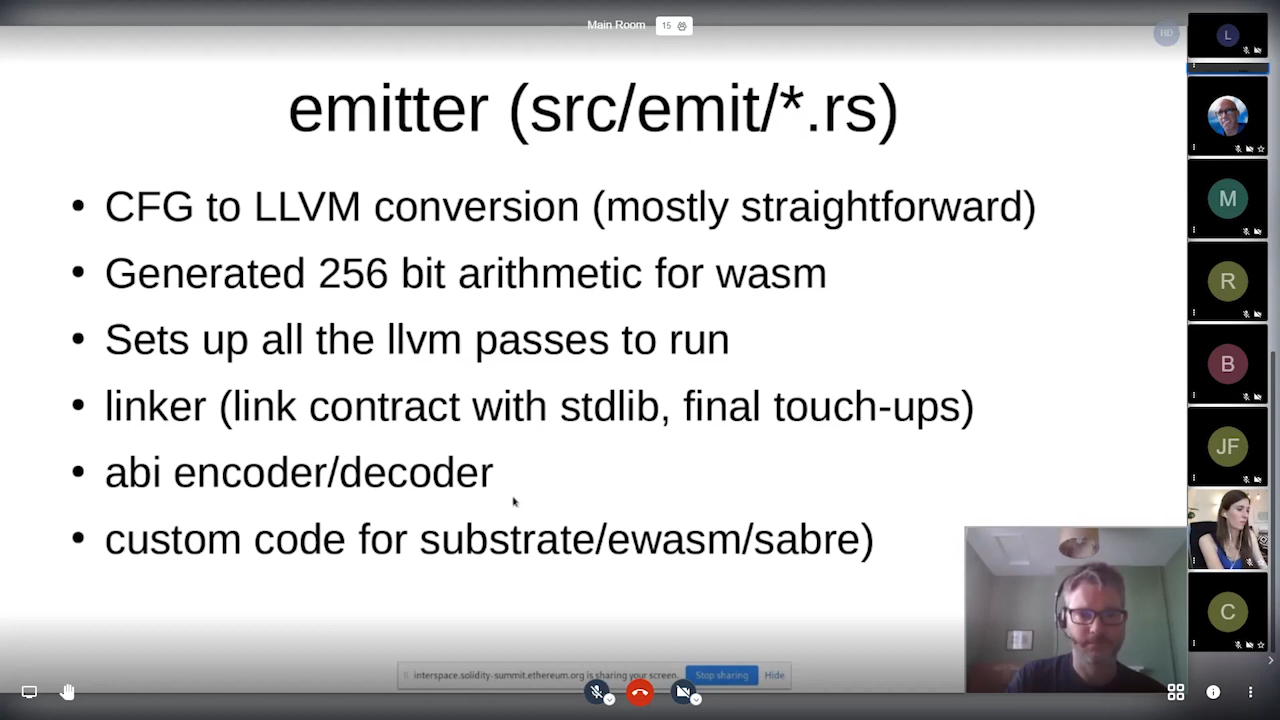 Main Room
15
HD
L
emitter (src/emit/*.rs)
M
• CFG to LLVM conversion (mostly straightforward)
• Generated 256 bit arithmetic for wasm
R
• Sets up all the llvm passes to run
B
• linker (link contract with stdlib, final touch-ups)
JF
• abi encoder/decoder
• custom code for substrate/ewasm/sabre)
C
interspace.solidity-summit.ethereum.org is sharing your screen.
Stop sharing
Hide